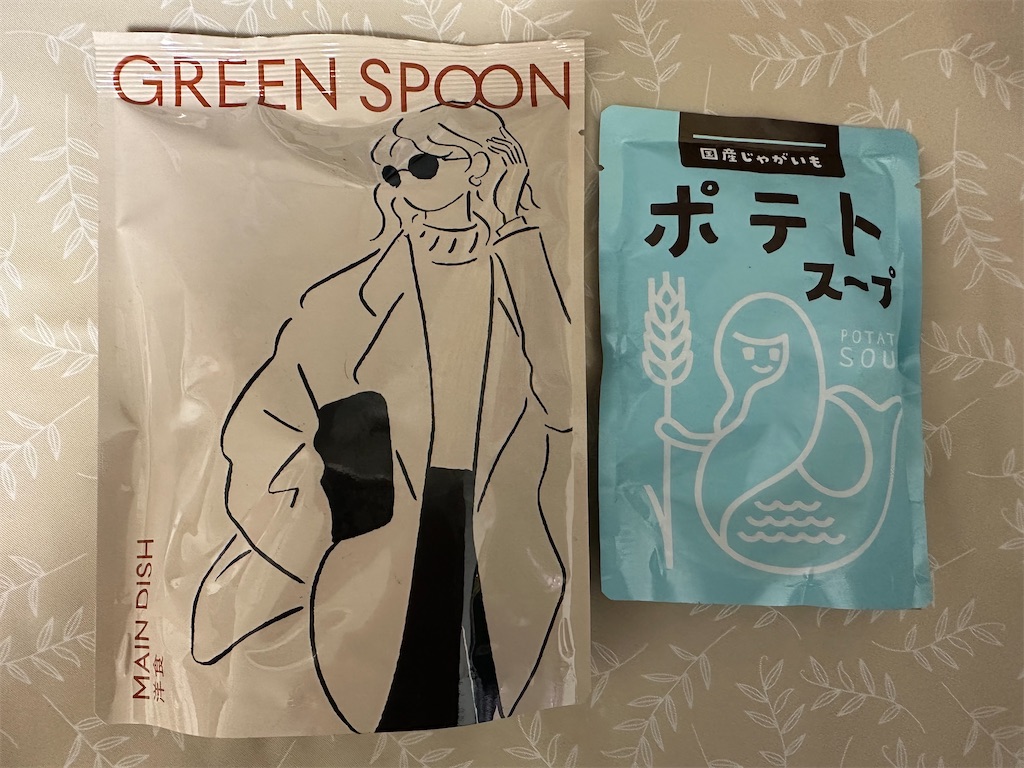 GREEN SPOON
MAIN DISH
洋食
国産じゃがいも
ポテト
スープ
POTAT
SOU